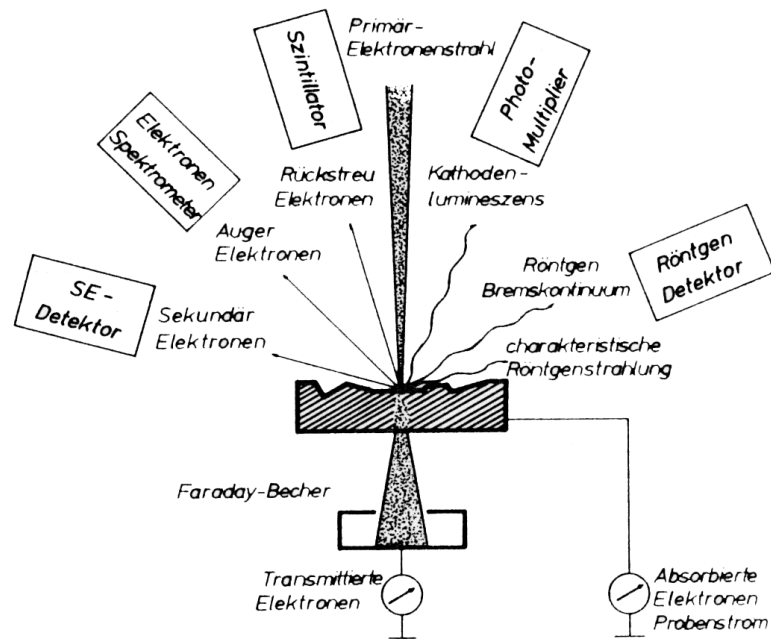 Primär-
Elektronenstrahl
Szintillator
Photo-
Multiplier
Elektronen
Spektrometer
Rückstreu
Elektronen
Kathoden-
lumineszens
Auger
Elektronen
Röntgen
Bremskontinuum
Röntgen
Detektor
SE-
Detektor
Sekundär
Elektronen
charakteristische
Röntgenstrahlung
Faraday-Becher
Transmittierte
Elektronen
Absorbierte
Elektronen
Probenstrom